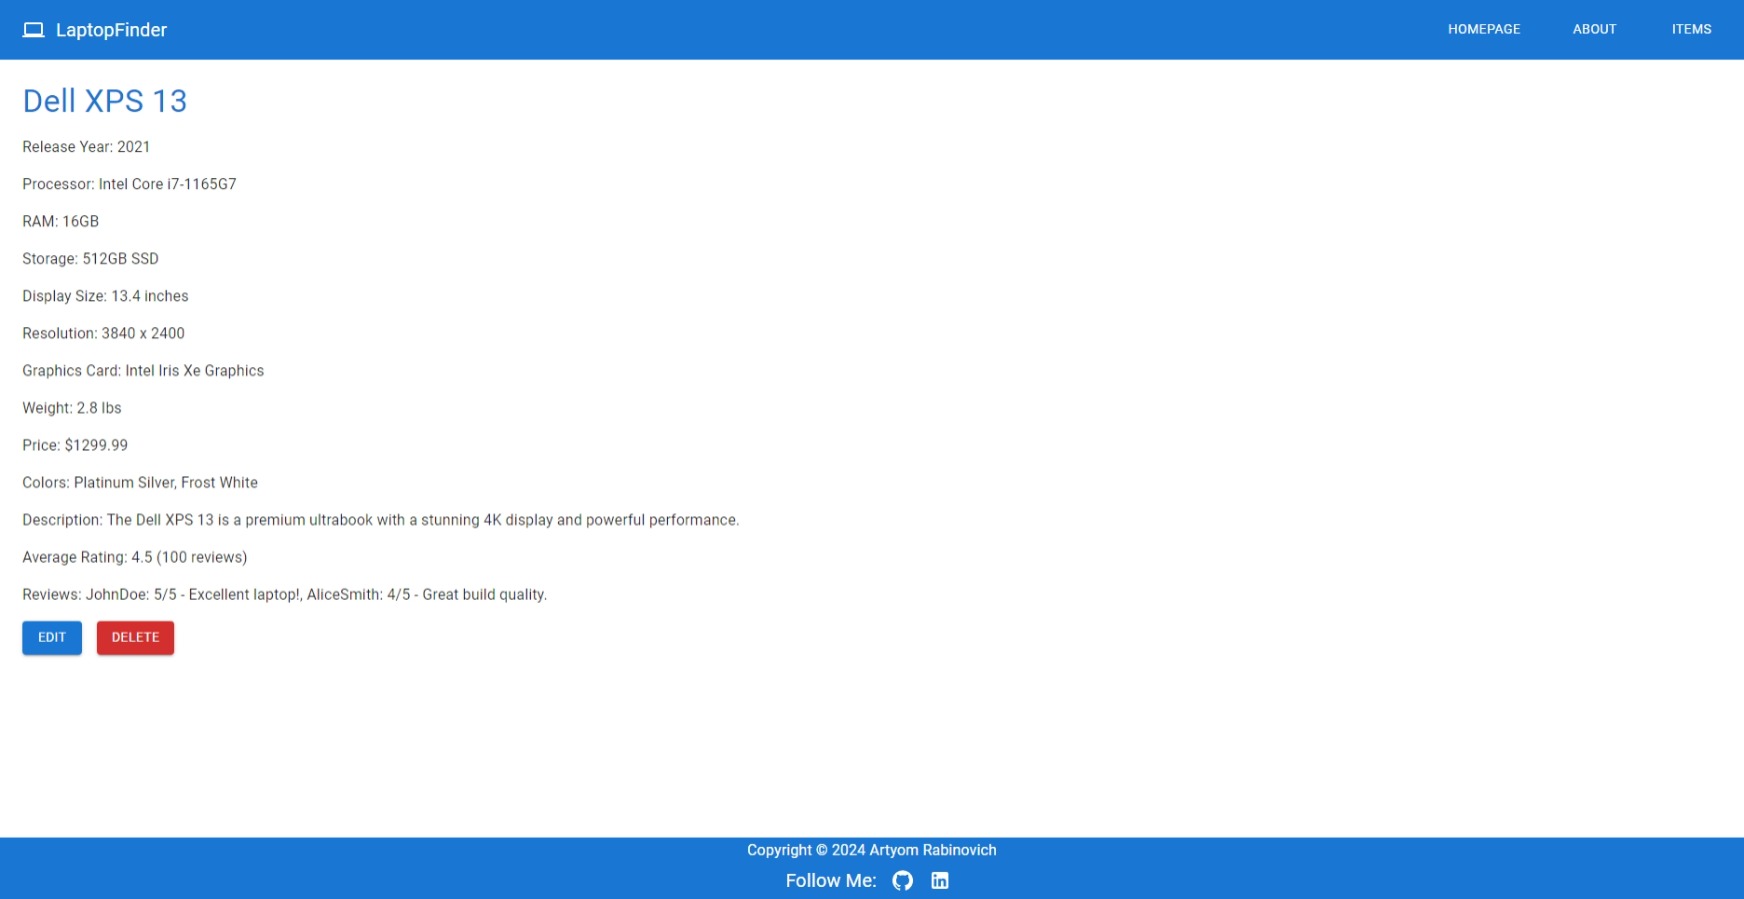 LaptopFinder
HOMEPAGE ABOUT ITEMS
Dell XPS 13
Release Year: 2021
Processor: Intel Core i7-1165G7
RAM: 16GB
Storage: 512GB SSD
Display Size: 13.4 inches
Resolution: 3840 x 2400
Graphics Card: Intel Iris Xe Graphics
Weight: 2.8 lbs
Price: $1299.99
Colors: Platinum Silver, Frost White
Description: The Dell XPS 13 is a premium ultrabook with a stunning 4K display and powerful performance.
Average Rating: 4.5 (100 reviews)
Reviews: JohnDoe: 5/5 - Excellent laptop!, AliceSmith: 4/5 - Great build quality.
EDIT DELETE
Copyright © 2024 Artyom Rabinovich
Follow Me: in